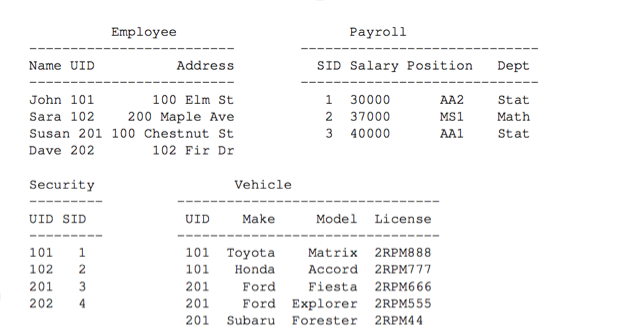 Employee Payroll
Name UID Address SID Salary Position Dept
John 101 100 Elm St 1 30000 AA2 Stat
Sara 102 200 Maple Ave 2 37000 MS1 Math
Susan 201 100 Chestnut St 3 40000 AA1 Stat
Dave 202 102 Fir Dr
Security Vehicle
UID SID UID Make Model License
101 1 101 Toyota Matrix 2RPM888
102 2 101 Honda Accord 2RPM777
201 3 201 Ford Fiesta 2RPM666
202 4 201 Ford Explorer 2RPM555
201 Subaru Forester 2RPM44